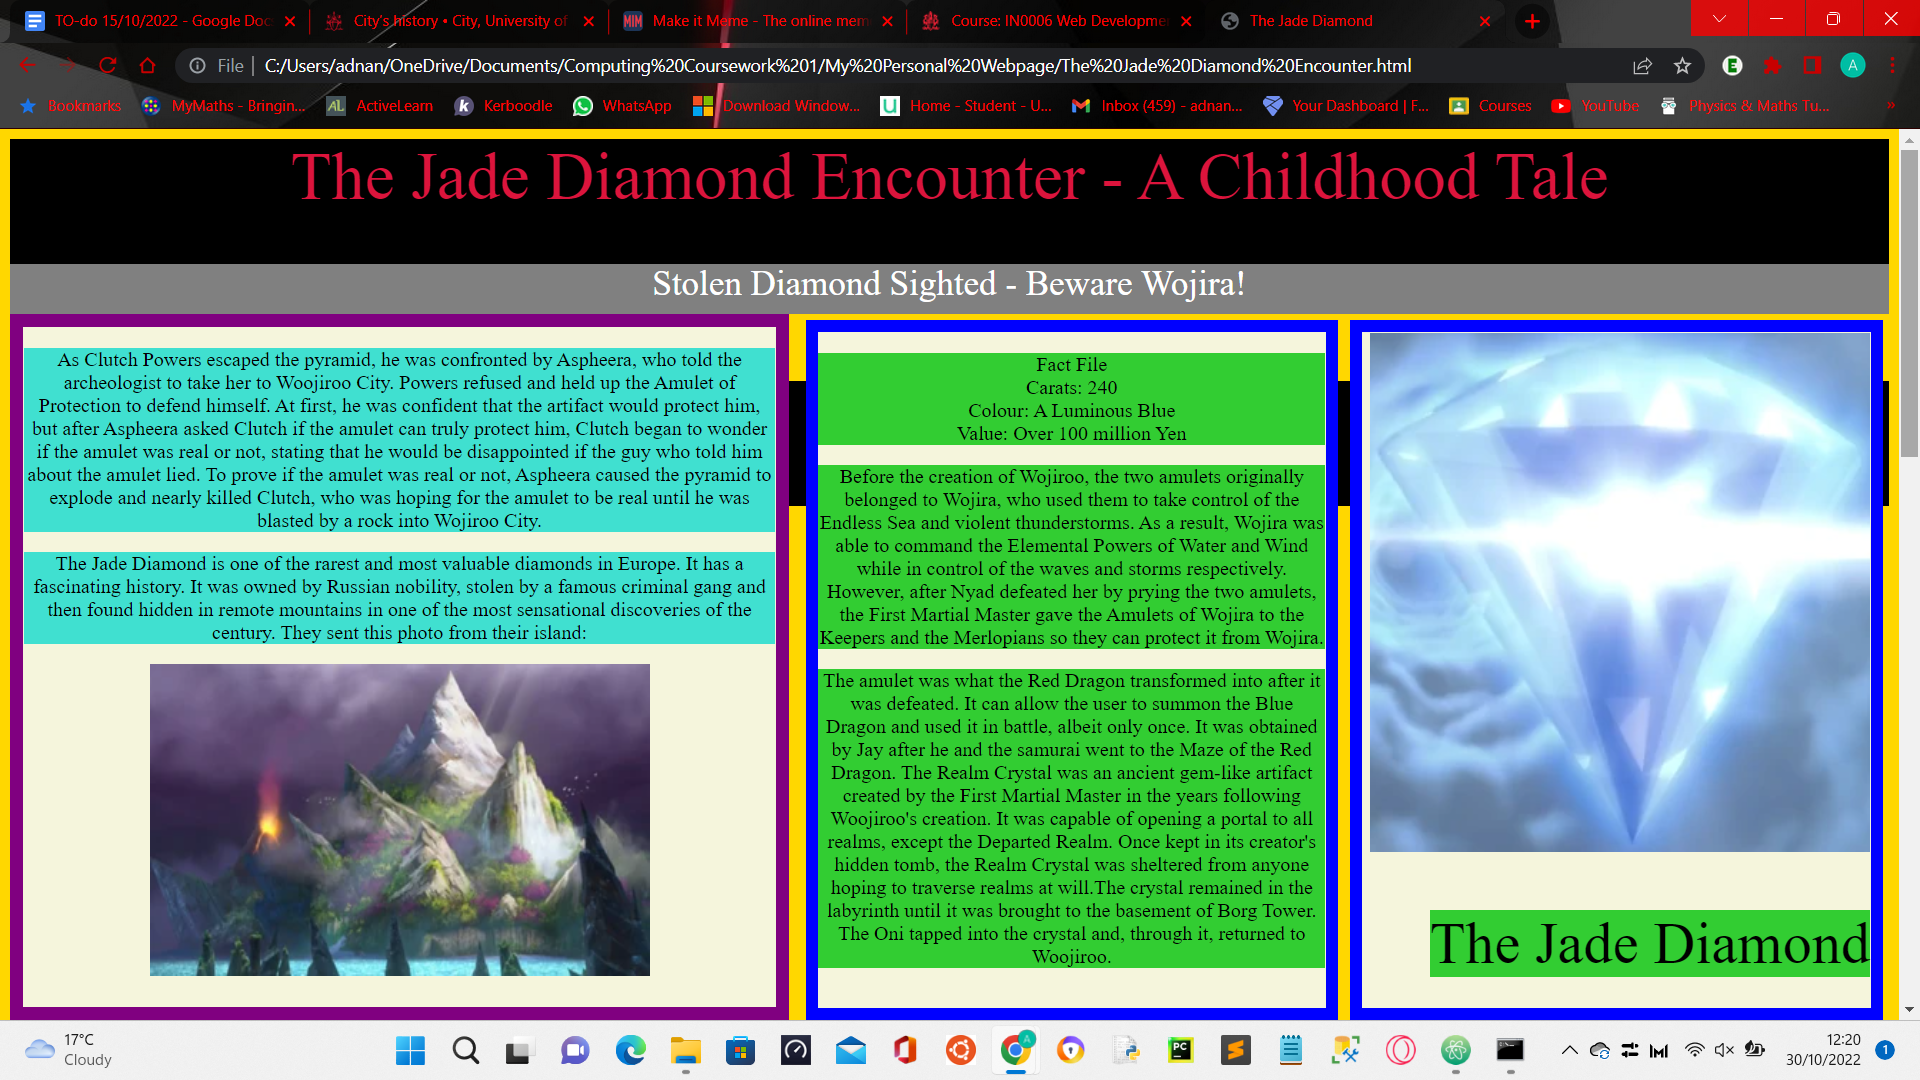 TO-do 15/10/2022 - Google Doc
City's history • City, University of
Make it Meme - The online mem
Course: IN0006 Web Developme
The Jade Diamond
File
C:/Users/adnan/OneDrive/Documents/Computing%20Coursework%201/My%20Personal%20Webpage/The%20Jade%20Diamond%20Encounter.html
A
Bookmarks
MyMaths - Bringin...
ActiveLearn
Kerboodle
WhatsApp
Download Window...
Home - Student - U...
Inbox (459) - adnan...
Your Dashboard | F...
Courses
YouTube
Physics & Maths Tu...
The Jade Diamond Encounter - A Childhood Tale
Stolen Diamond Sighted - Beware Wojira!
As Clutch Powers escaped the pyramid, he was confronted by Aspheera, who told the
archeologist to take her to Woojiroo City. Powers refused and held up the Amulet of
Protection to defend himself. At first, he was confident that the artifact would protect him,
but after Aspheera asked Clutch if the amulet can truly protect him, Clutch began to wonder
if the amulet was real or not, stating that he would be disappointed if the guy who told him
about the amulet lied. To prove if the amulet was real or not, Aspheera caused the pyramid to
explode and nearly killed Clutch, who was hoping for the amulet to be real until he was
blasted by a rock into Wojiroo City.
The Jade Diamond is one of the rarest and most valuable diamonds in Europe. It has a
fascinating history. It was owned by Russian nobility, stolen by a famous criminal gang and
then found hidden in remote mountains in one of the most sensational discoveries of the
century. They sent this photo from their island:
Fact File
Carats: 240
Colour: A Luminous Blue
Value: Over 100 million Yen
Before the creation of Wojiroo, the two amulets originally
belonged to Wojira, who used them to take control of the
Endless Sea and violent thunderstorms. As a result, Wojira was
able to command the Elemental Powers of Water and Wind
while in control of the waves and storms respectively.
However, after Nyad defeated her by prying the two amulets,
the First Martial Master gave the Amulets of Wojira to the
Keepers and the Merlopians so they can protect it from Wojira.
The amulet was what the Red Dragon transformed into after it
was defeated. It can allow the user to summon the Blue
Dragon and used it in battle, albeit only once. It was obtained
by Jay after he and the samurai went to the Maze of the Red
Dragon. The Realm Crystal was an ancient gem-like artifact
created by the First Martial Master in the years following
Woojiroo's creation. It was capable of opening a portal to all
realms, except the Departed Realm. Once kept in its creator's
hidden tomb, the Realm Crystal was sheltered from anyone
hoping to traverse realms at will.The crystal remained in the
labyrinth until it was brought to the basement of Borg Tower.
The Oni tapped into the crystal and, through it, returned to
Woojiroo.
The Jade Diamond
17°C
Cloudy
12:20
30/10/2022
1